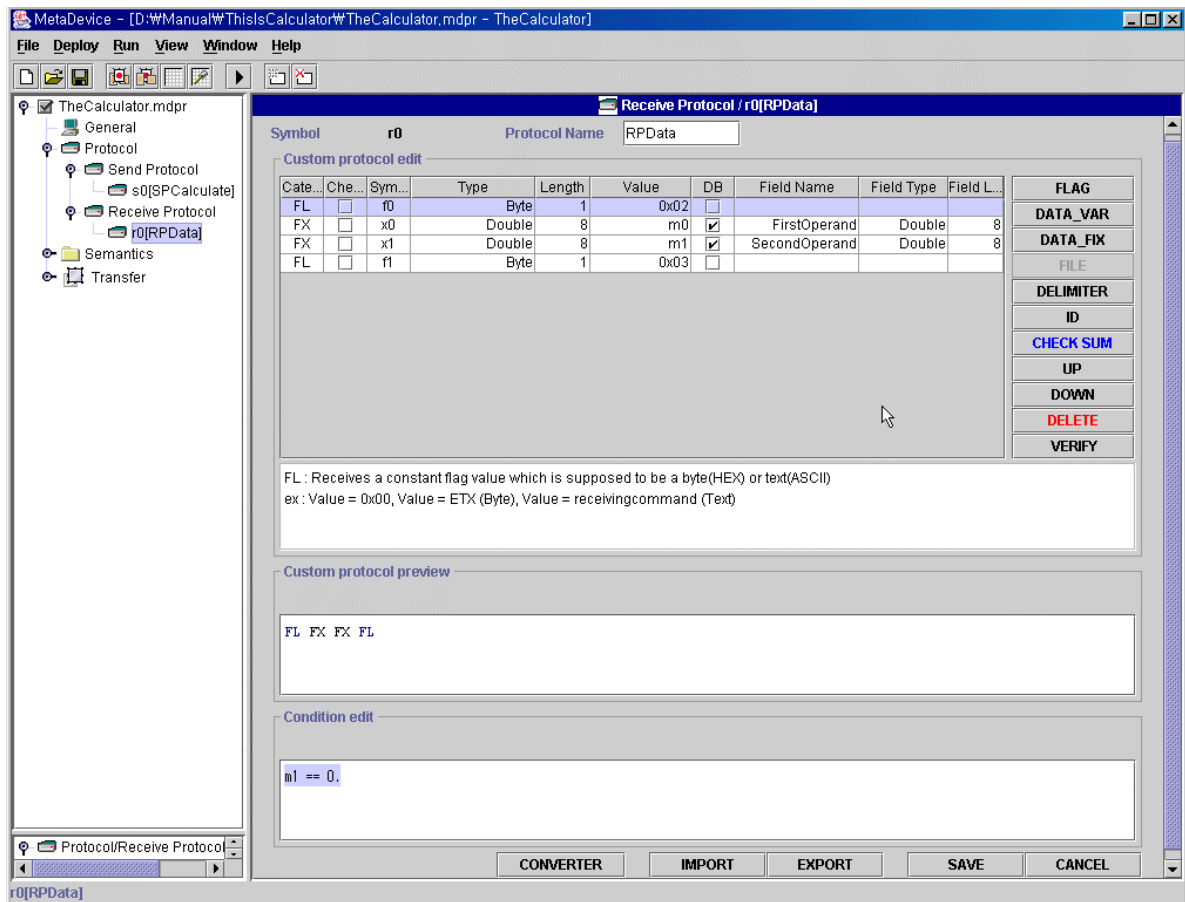 MetaDevice - [D:₩Manual₩ThisIsCalculator₩TheCalculator.mdpr - TheCalculator]
File Deploy Run View Window Help
TheCalculator.mdpr
General
Protocol
Send Protocol
s0[SPCalculate]
Receive Protocol
r0[RPData]
Semantics
Transfer
Protocol/Receive Protocol
r0[RPData]
Receive Protocol / r0[RPData]
Symbol r0 Protocol Name RPData
Custom protocol edit
Cate... Che... Sym... Type Length Value DB Field Name Field Type Field L...
FL f0 Byte 1 0x02
FX x0 Double 8 m0 FirstOperand Double 8
FX x1 Double 8 m1 SecondOperand Double 8
FL f1 Byte 1 0x03
FLAG
DATA_VAR
DATA_FIX
FILE
DELIMITER
ID
CHECK SUM
UP
DOWN
DELETE
VERIFY
FL : Receives a constant flag value which is supposed to be a byte(HEX) or text(ASCII)
ex : Value = 0x00, Value = ETX (Byte), Value = receivingcommand (Text)
Custom protocol preview
FL FX FX FL
Condition edit
m1 == 0.
CONVERTER IMPORT EXPORT SAVE CANCEL